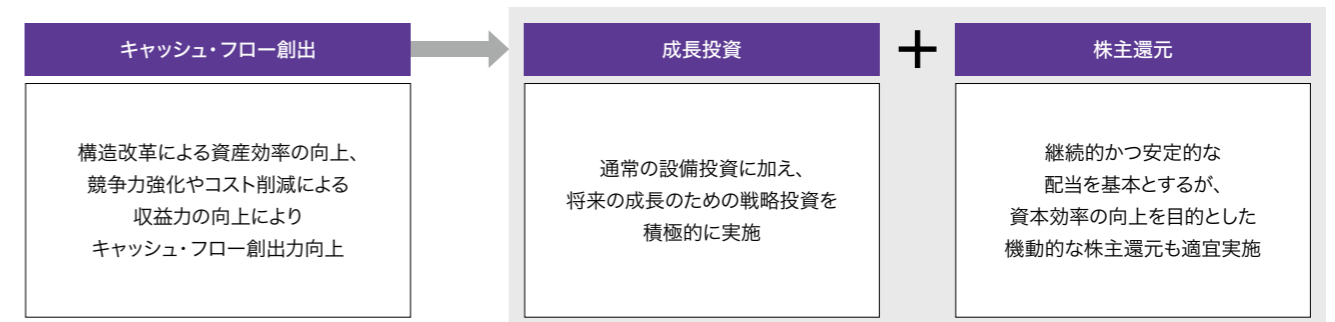 キャッシュ・フロー創出
構造改革による資産効率の向上、
競争力強化やコスト削減による
収益力の向上により
キャッシュ・フロー創出力向上
成長投資
通常の設備投資に加え、
将来の成長のための戦略投資を
積極的に実施
+
株主還元
継続的かつ安定的な
配当を基本とするが、
資本効率の向上を目的とした
機動的な株主還元も適宜実施